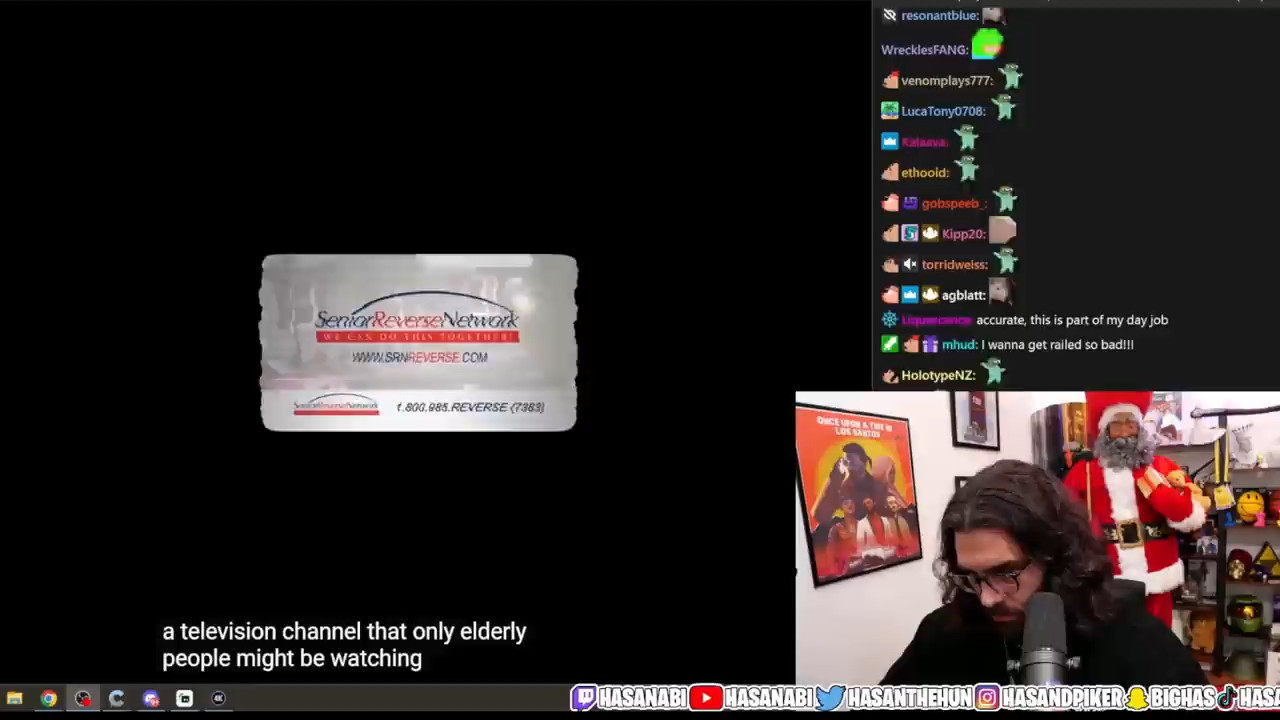 resonantblue:
WrecklesFANG:
venomplays777:
LucaTony0708:
Kalaava:
ethooid:
gobspeeb_:
Kipp20:
torridweiss:
agblatt:
accurate, this is part of my day job
mhud: I wanna get railed so bad!!!
HolotypeNZ:
SeniorReverseNetwork
WE CAN DO THIS TOGETHER!
WWW.SRNREVERSE.COM
SeniorReverseNetwork
1.800.985.REVERSE (7383)
ONCE UPON A TIME IN
LOS SANTOS
a television channel that only elderly
people might be watching
HASANABI HASANABI HASANTHEHUN HASANDPIKER BIGHAS HASA